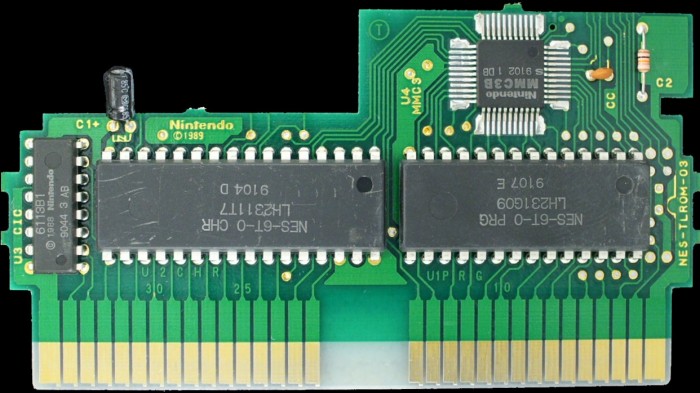 T
S 9102 1 DB
MMC3B
Nintendo
U4
MMC3
CC
C2
C1+
Nintendo
©1989
U3 CIC
6113B1
© 1988 Nintendo
9044 3 AB
9104 D
LH2311T7
NES-6T-0 CHR
9107 E
LH231G09
NES-6T-0 PRG
NES-TLROM-03
U2 CHR
30
25
U1 PRG
10